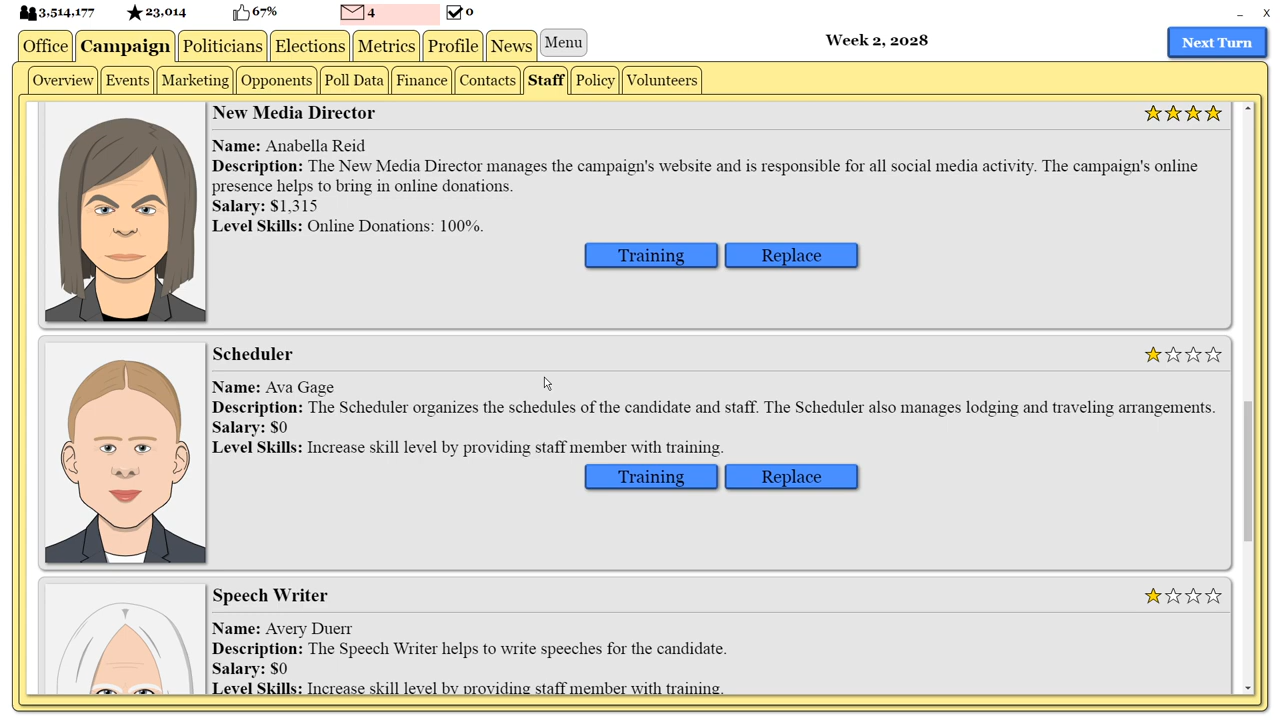 3,514,177 23,014 67% 4 0 _ X
Office Campaign Politicians Elections Metrics Profile News Menu Week 2, 2028 Next Turn
Overview Events Marketing Opponents Poll Data Finance Contacts Staff Policy Volunteers
New Media Director
Name: Anabella Reid
Description: The New Media Director manages the campaign's website and is responsible for all social media activity. The campaign's online
presence helps to bring in online donations.
Salary: $1,315
Level Skills: Online Donations: 100%.
Training Replace
Scheduler
Name: Ava Gage
Description: The Scheduler organizes the schedules of the candidate and staff. The Scheduler also manages lodging and traveling arrangements.
Salary: $0
Level Skills: Increase skill level by providing staff member with training.
Training Replace
Speech Writer
Name: Avery Duerr
Description: The Speech Writer helps to write speeches for the candidate.
Salary: $0
Level Skills: Increase skill level by providing staff member with training.